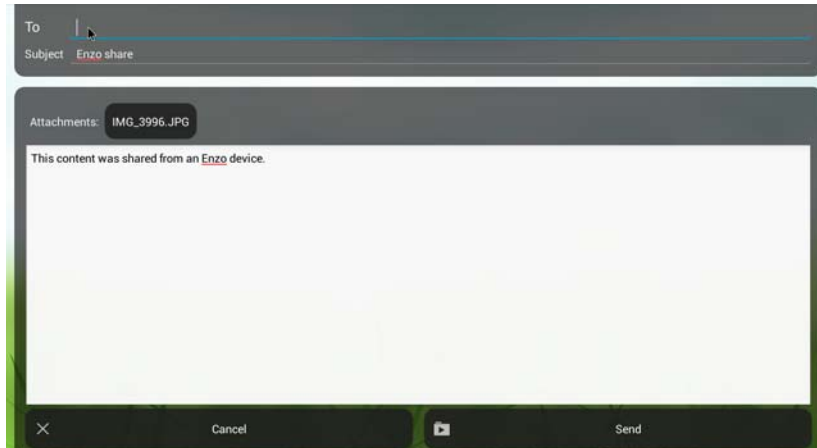 To
Subject Enzo share
Attachments: IMG_3996.JPG
This content was shared from an Enzo device.
Cancel Send